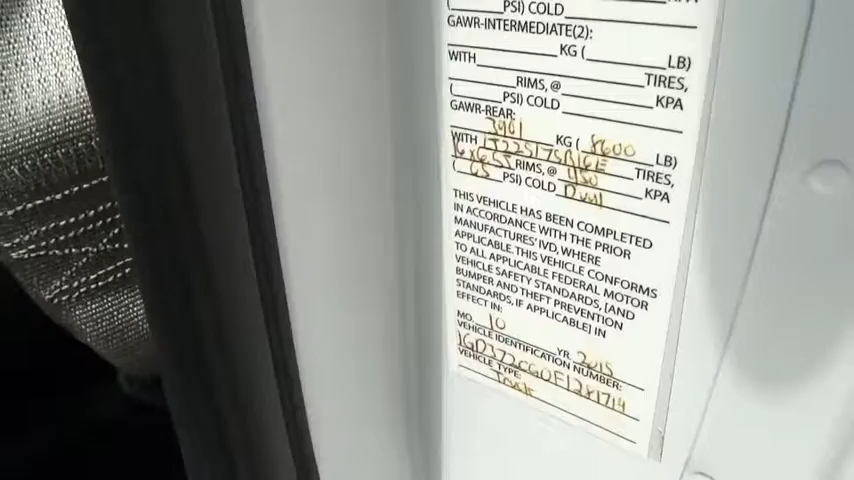 PSI) COLD
GAWR-INTERMEDIATE(2):
KG ( LB)
WITH TIRES,
RIMS, @ KPA
( PSI) COLD
GAWR-REAR:
3901 KG ( 8600 LB)
WITH TIRES,
RIMS, @ 450 KPA
( 65 PSI) COLD Dual
THIS VEHICLE HAS BEEN COMPLETED
IN ACCORDANCE WITH THE PRIOR
MANUFACTURES' IVD, WHERE
APPLICABLE. THIS VEHICLE CONFORMS
TO ALL APPLICABLE FEDERAL MOTOR
VEHICLE SAFETY STANDARDS, [AND
BUMPER AND THEFT PREVENTION
STANDARDS, IF APPLICABLE] IN
EFFECT IN:
MO. 10 YR. 2015
VEHICLE IDENTIFICATION NUMBER:
1GD372CG0F1281714
VEHICLE TYPE:
Truck